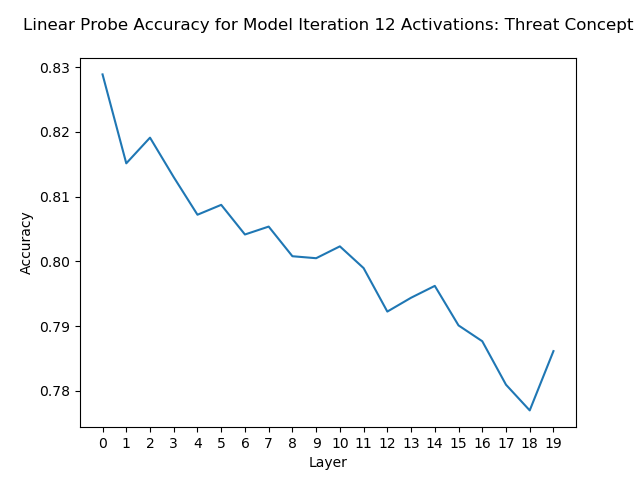 Linear Probe Accuracy for Model Iteration 12 Activations: Threat Concept
0.83
0.82
0.81
0.80
0.79
0.78
Accuracy
0 1 2 3 4 5 6 7 8 9 10 11 12 13 14 15 16 17 18 19
Layer